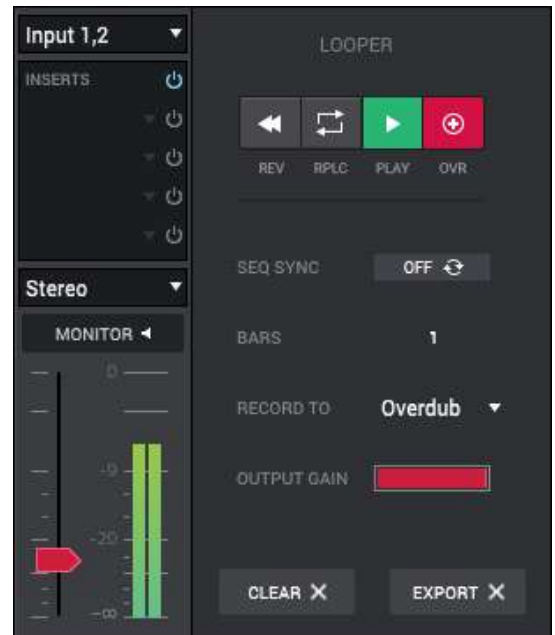 Input 1,2
INSERTS
Stereo
MONITOR
0
-9
-20
-∞
LOOPER
REV RPLC PLAY OVR
SEQ SYNC OFF
BARS 1
RECORD TO Overdub
OUTPUT GAIN
CLEAR EXPORT